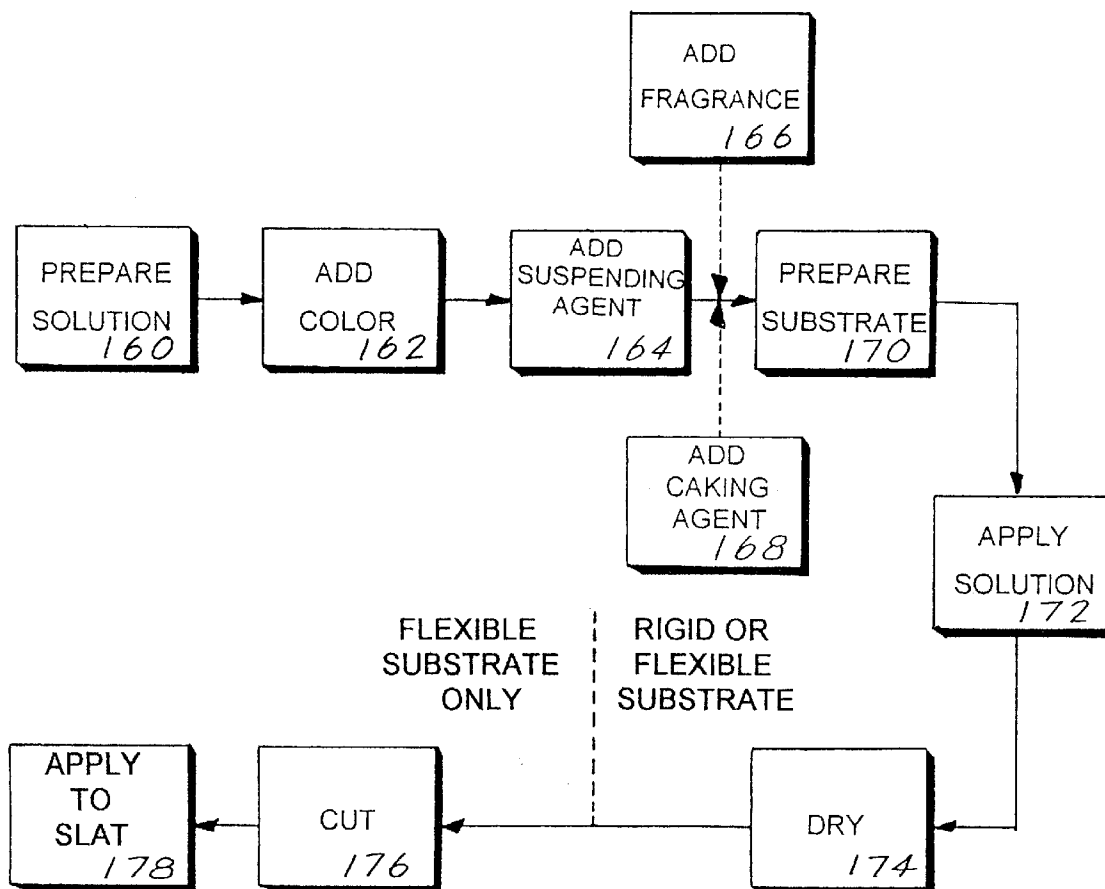 ADD
FRAGRANCE
166
PREPARE
SOLUTION
160
ADD
COLOR
162
ADD
SUSPENDING
AGENT
164
PREPARE
SUBSTRATE
170
ADD
CAKING
AGENT
168
APPLY
SOLUTION
172
FLEXIBLE
SUBSTRATE
ONLY
RIGID OR
FLEXIBLE
SUBSTRATE
DRY
174
CUT
176
APPLY
TO
SLAT
178